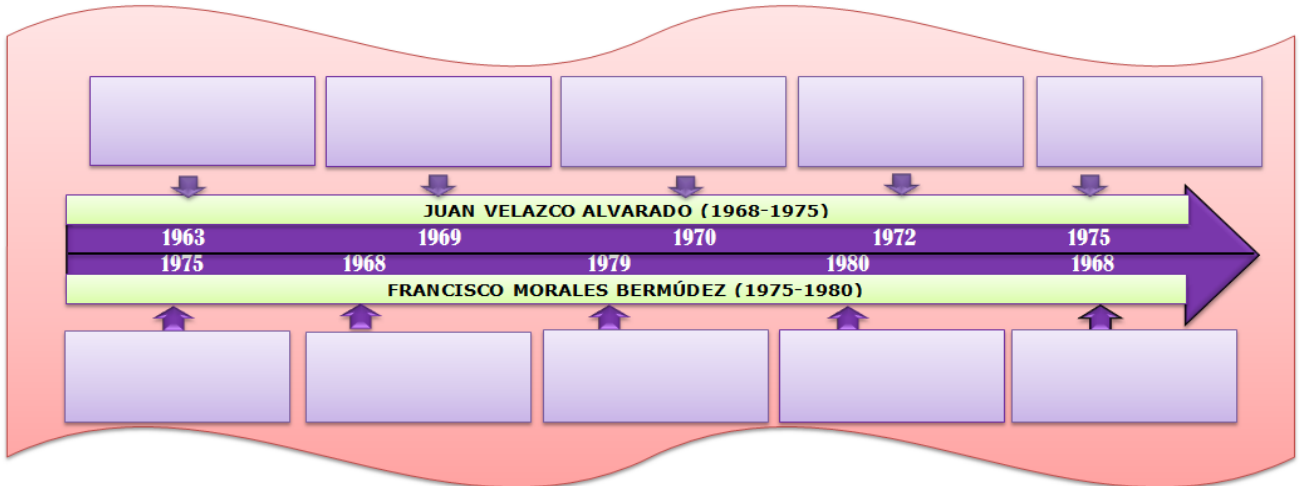 JUAN VELAZCO ALVARADO (1968-1975)
1963 1969 1970 1972 1975
1975 1968 1979 1980 1968
FRANCISCO MORALES BERMÚDEZ (1975-1980)